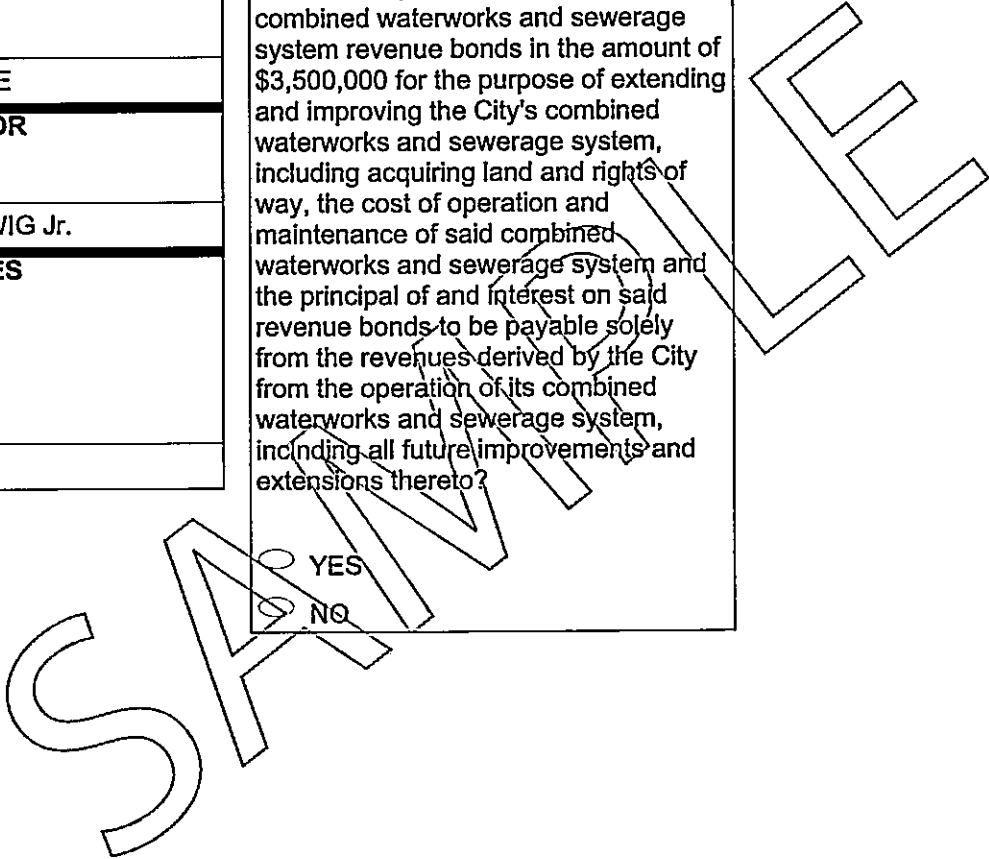 E
OR
WIG Jr.
ES
combined waterworks and sewerage
system revenue bonds in the amount of
$3,500,000 for the purpose of extending
and improving the City's combined
waterworks and sewerage system,
including acquiring land and rights of
way, the cost of operation and
maintenance of said combined
waterworks and sewerage system and
the principal of and interest on said
revenue bonds to be payable solely
from the revenues derived by the City
from the operation of its combined
waterworks and sewerage system,
incInding all future improvements and
extensions thereto?
YES
NO
SAMPLE